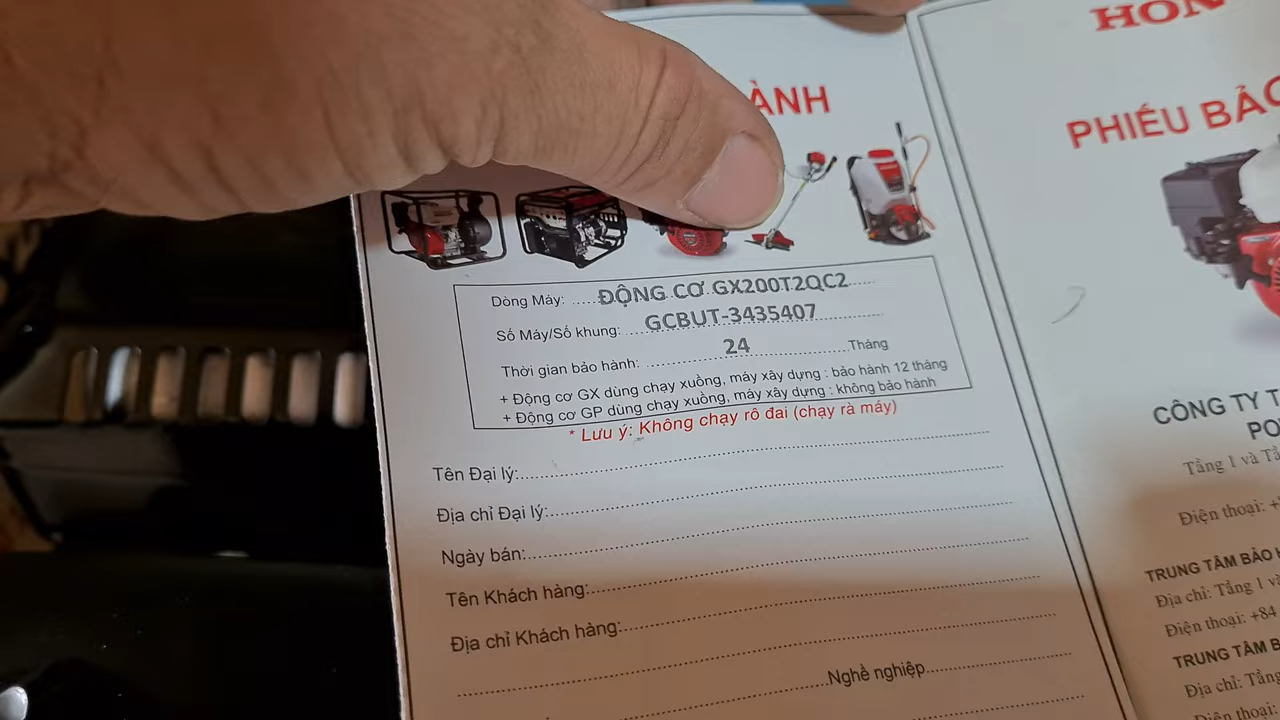 ÀNH
Dòng Máy: ......ĐỘNG CƠ GX200T2QC2......
Số Máy/Số khung: ....GCBUT-3435407..............
Thời gian bảo hành: ..................24......................Tháng
+ Động cơ GX dùng chạy xuồng, máy xây dựng : bảo hành 12 tháng
+ Động cơ GP dùng chạy xuồng, máy xây dựng : không bảo hành
* Lưu ý: Không chạy rô đai (chạy rà máy)
Tên Đại lý:
Địa chỉ Đại lý:
Ngày bán:
Tên Khách hàng:
Địa chỉ Khách hàng:
Nghề nghiệp
HON
PHIẾU BẢO
CÔNG TY T
PO
Tầng 1 và Tầ
Điện thoại: +
TRUNG TÂM BẢO H
Địa chỉ: Tầng 1 và
Điện thoại: +84
TRUNG TÂM B
Địa chỉ: Tầng
Điện thoại: